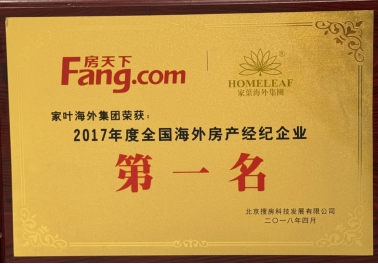 房天下
Fang.com
HOMELEAF®
家葉海外集團
家叶海外集团荣获：
2017年度全国海外房产经纪企业
第一名
北京搜房科技发展有限公司
二〇一八年四月